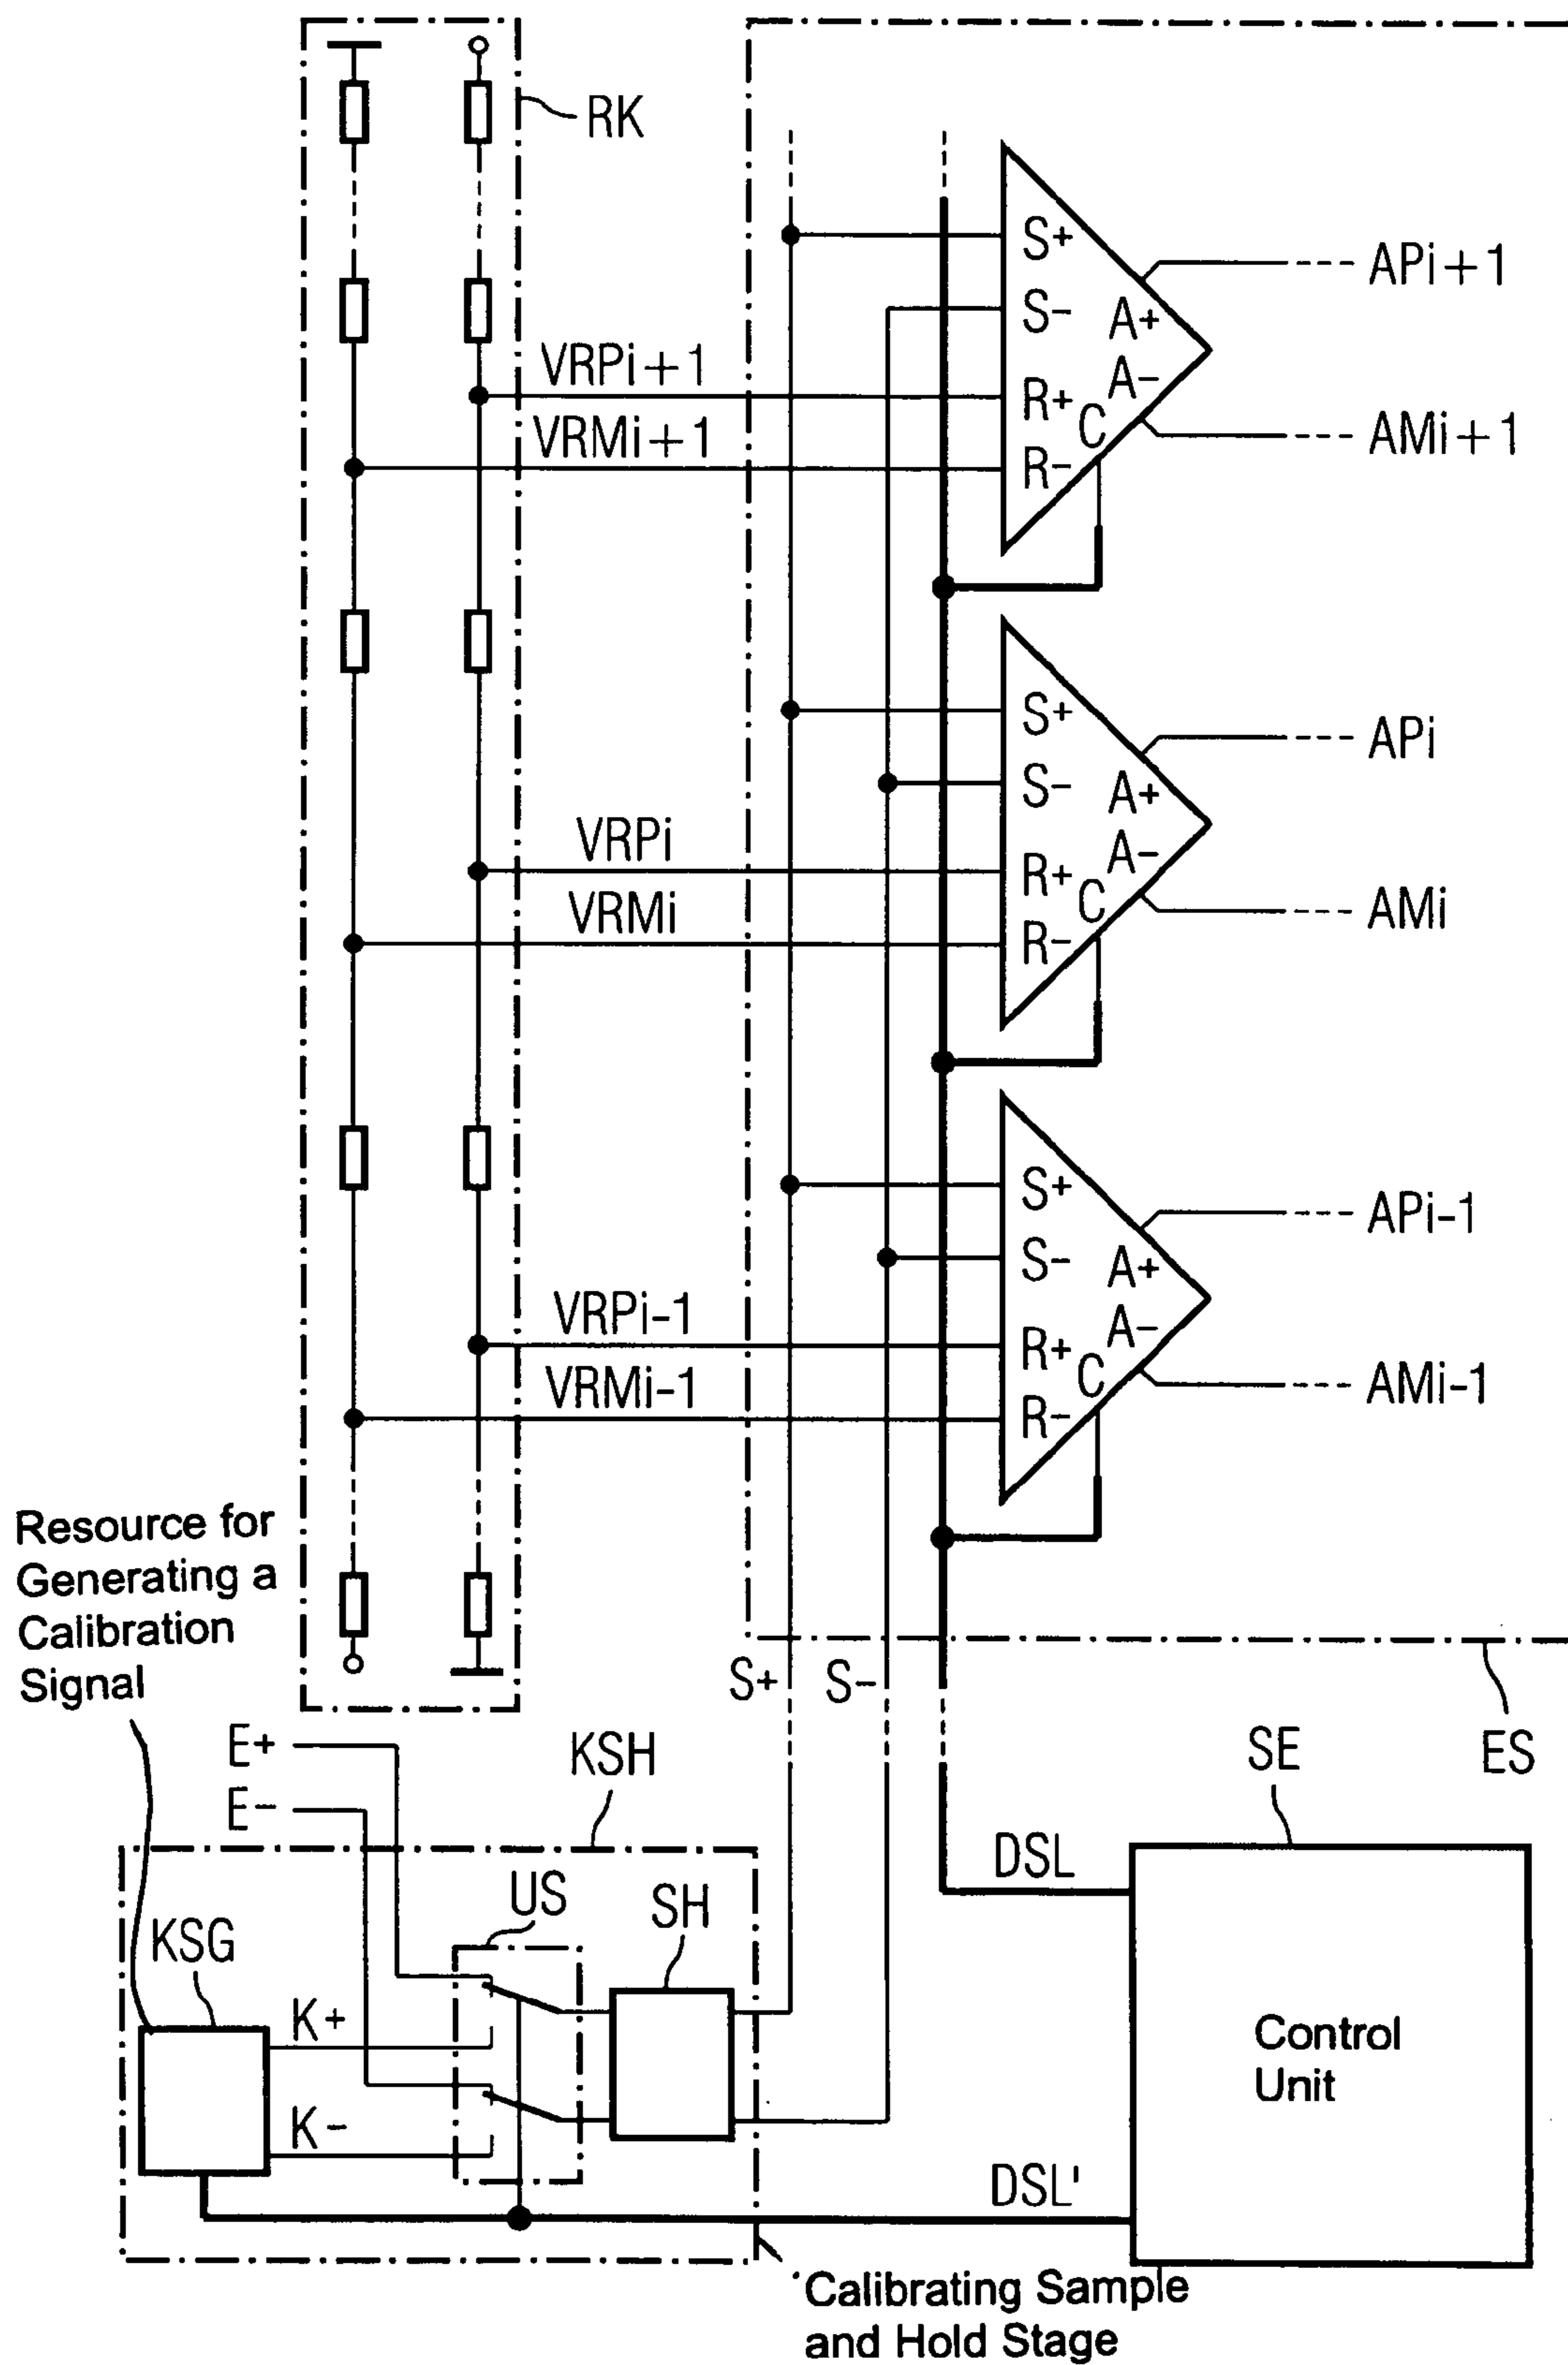 RK
S+
S-
A+
A-
R+
C
R-
APi+1
AMi+1
VRPi+1
VRMi+1
S+
S-
A+
A-
R+
C
R-
APi
AMi
VRPi
VRMi
S+
S-
A+
A-
R+
C
R-
APi-1
AMi-1
VRPi-1
VRMi-1
Resource for
Generating a
Calibration
Signal
S+
S-
E+
E-
KSH
SE
ES
DSL
US
SH
KSG
K+
K-
Control
Unit
DSL'
Calibrating Sample
and Hold Stage